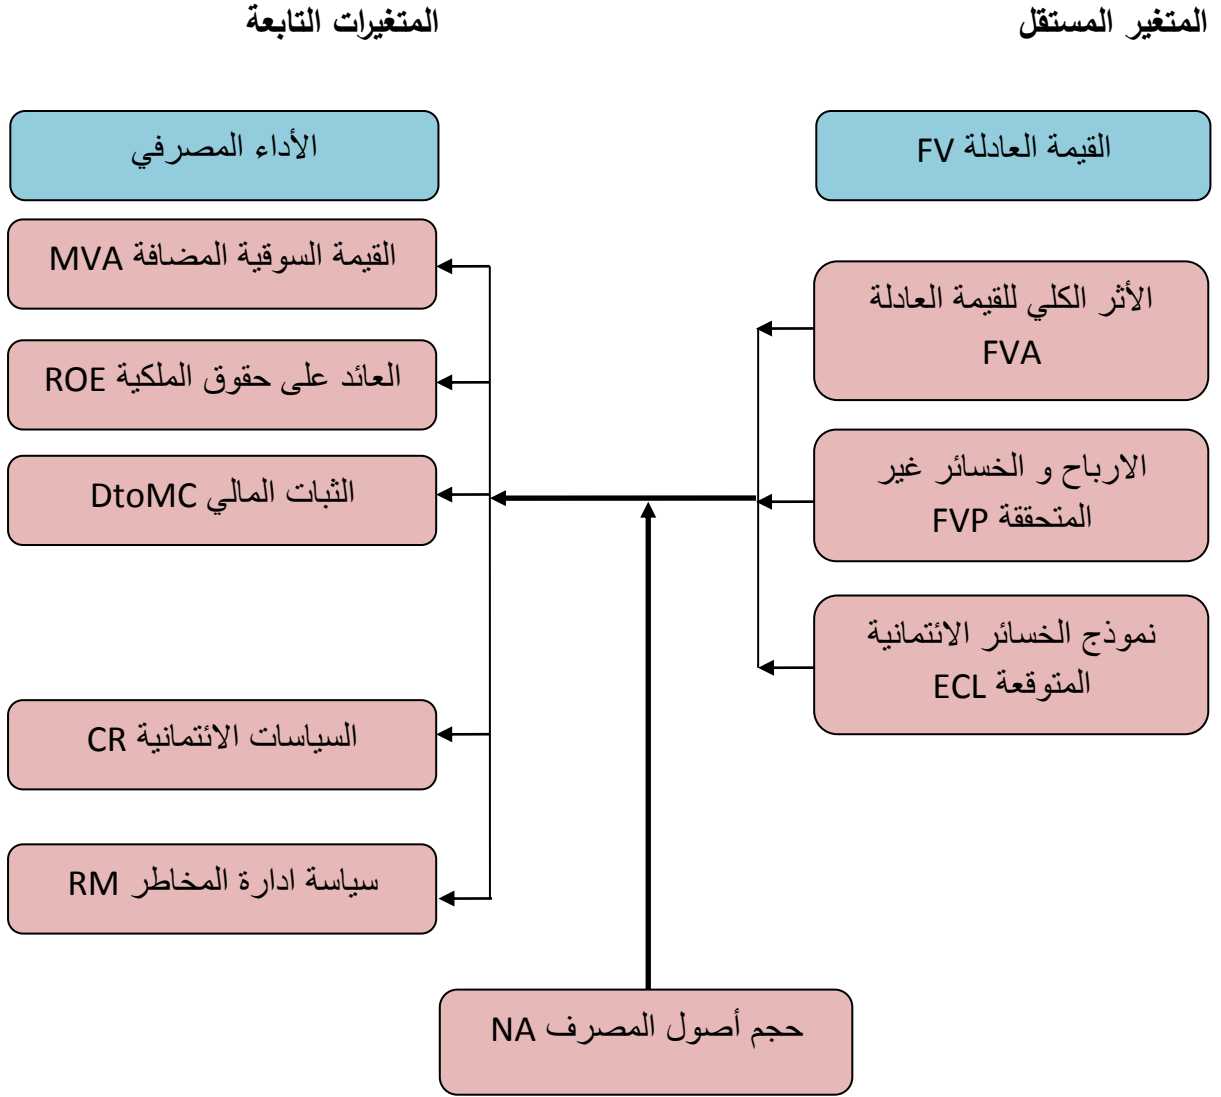 المتغير المستقل
المتغيرات التابعة
القيمة العادلة FV
الأداء المصرفي
الأثر الكلي للقيمة العادلة
FVA
الارباح و الخسائر غير
المتحققة FVP
نموذج الخسائر الائتمانية
المتوقعة ECL
القيمة السوقية المضافة MVA
العائد على حقوق الملكية ROE
الثبات المالي DtoMC
السياسات الائتمانية CR
سياسة ادارة المخاطر RM
حجم أصول المصرف NA